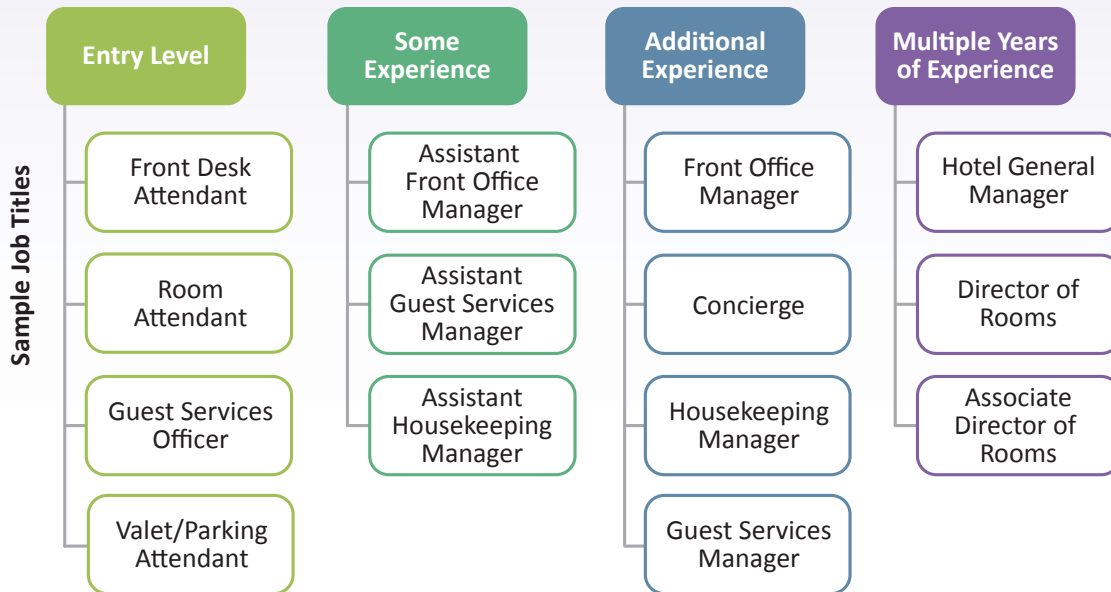 Entry Level
Some
Experience
Additional
Experience
Multiple Years
of Experience
Sample Job Titles
Front Desk
Attendant
Room
Attendant
Guest Services
Officer
Valet/Parking
Attendant
Assistant
Front Office
Manager
Assistant
Guest Services
Manager
Assistant
Housekeeping
Manager
Front Office
Manager
Concierge
Housekeeping
Manager
Guest Services
Manager
Hotel General
Manager
Director of
Rooms
Associate
Director of
Rooms